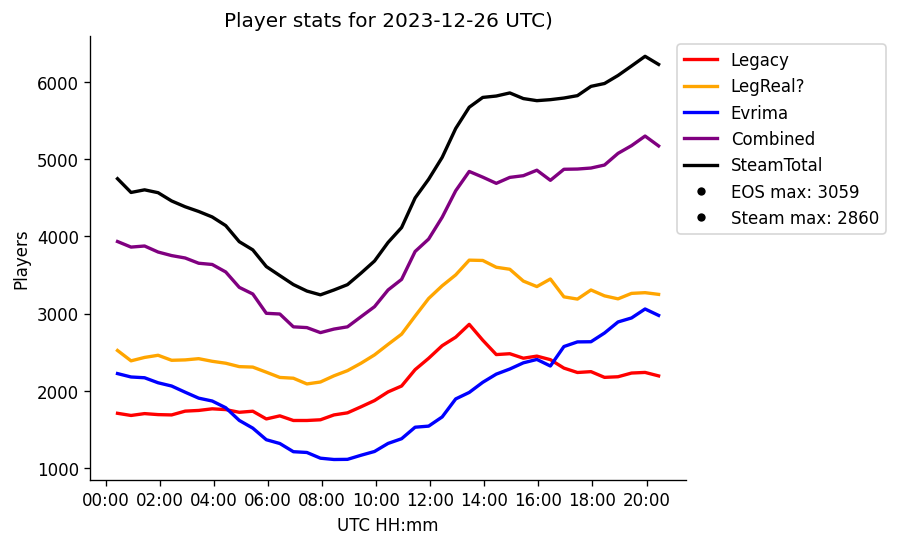 Player stats for 2023-12-26 UTC)
Players
6000
5000
4000
3000
2000
1000
00:00 02:00 04:00 06:00 08:00 10:00 12:00 14:00 16:00 18:00 20:00
UTC HH:mm
Legacy
LegReal?
Evrima
Combined
SteamTotal
EOS max: 3059
Steam max: 2860